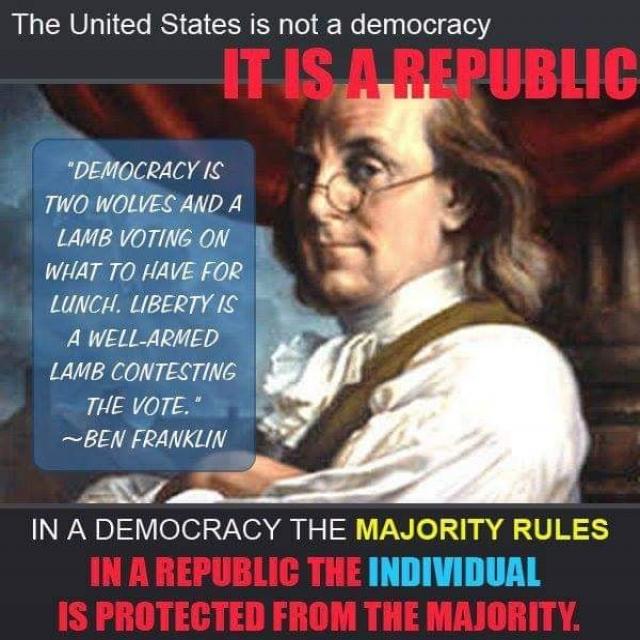 The United States is not a democracy
IT IS A REPUBLIC
"DEMOCRACY IS
TWO WOLVES AND A
LAMB VOTING ON
WHAT TO HAVE FOR
LUNCH. LIBERTY IS
A WELL-ARMED
LAMB CONTESTING
THE VOTE."
~BEN FRANKLIN
IN A DEMOCRACY THE MAJORITY RULES
IN A REPUBLIC THE INDIVIDUAL
IS PROTECTED FROM THE MAJORITY.